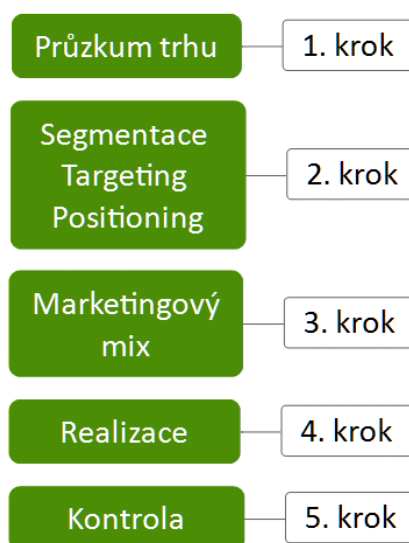 Průzkum trhu
1. krok
Segmentace
Targeting
Positioning
2. krok
Marketingový
mix
3. krok
Realizace
4. krok
Kontrola
5. krok